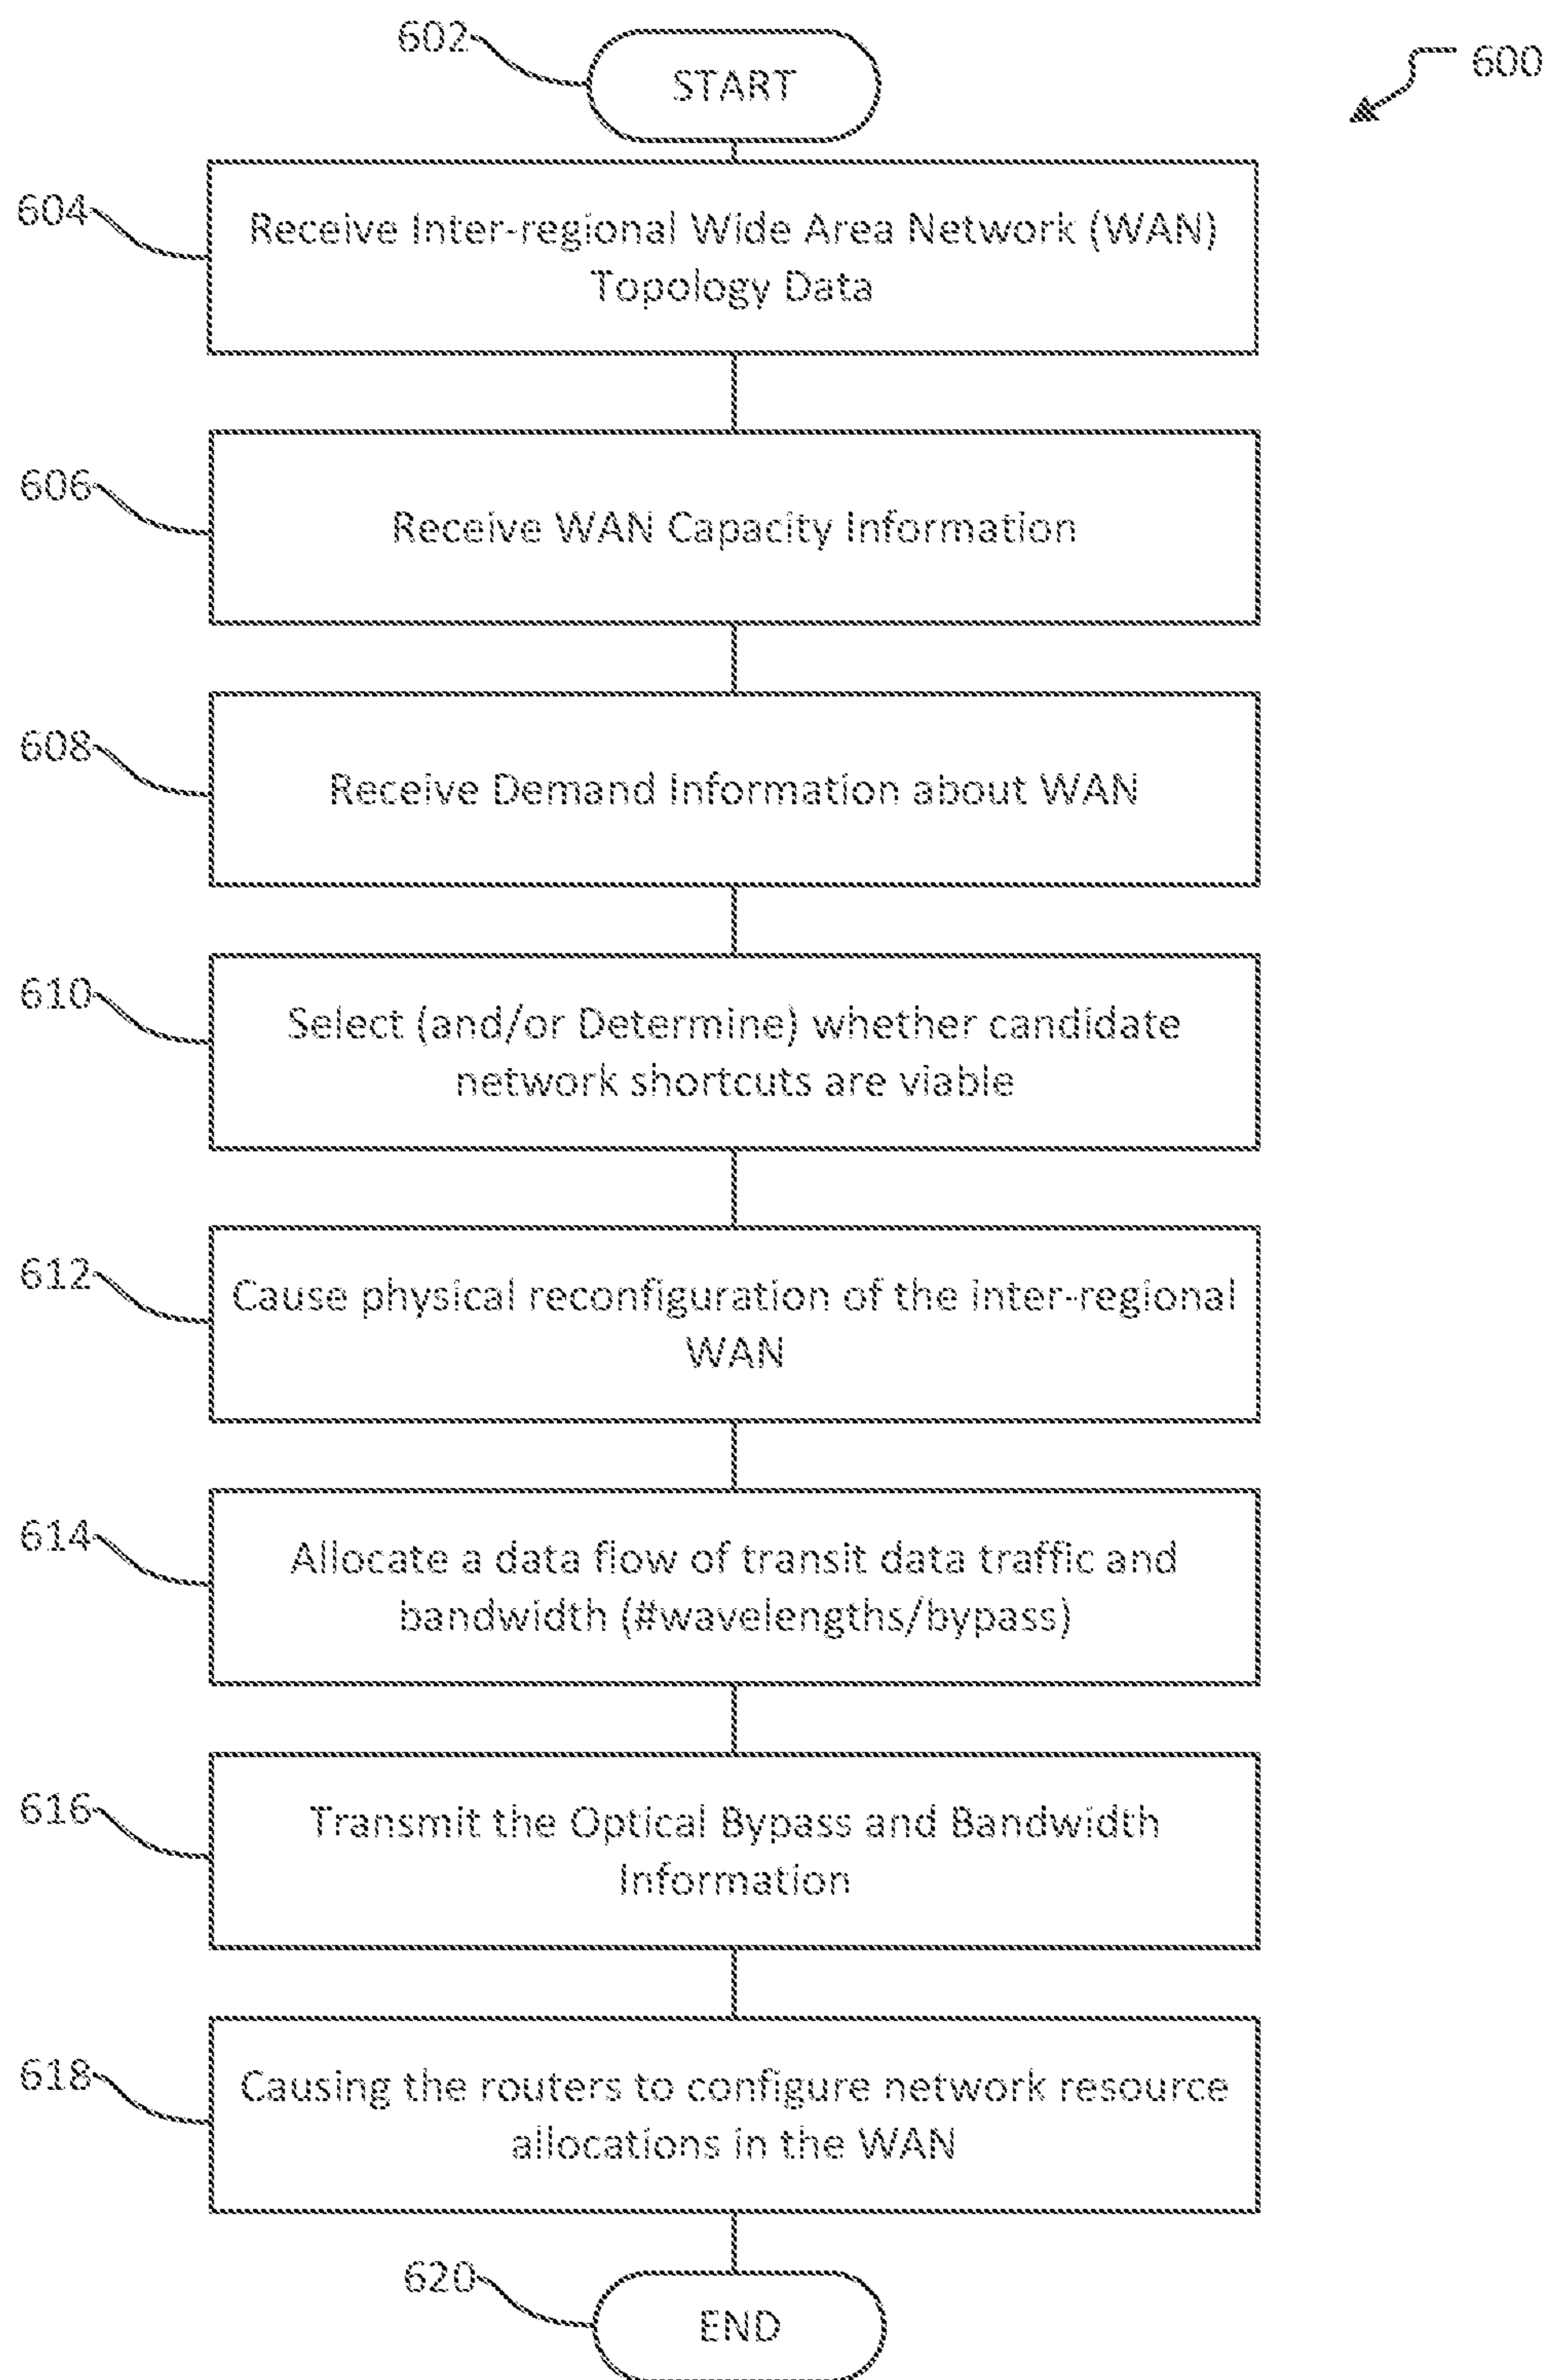 602
START
600
604
Receive Inter-regional Wide Area Network (WAN)
Topology Data
606
Receive WAN Capacity Information
608
Receive Demand Information about WAN
610
Select (and/or Determine) whether candidate
network shortcuts are viable
612
Cause physical reconfiguration of the inter-regional
WAN
614
Allocate a data flow of transit data traffic and
bandwidth (#wavelengths/bypass)
616
Transmit the Optical Bypass and Bandwidth
Information
618
Causing the routers to configure network resource
allocations in the WAN
620
END